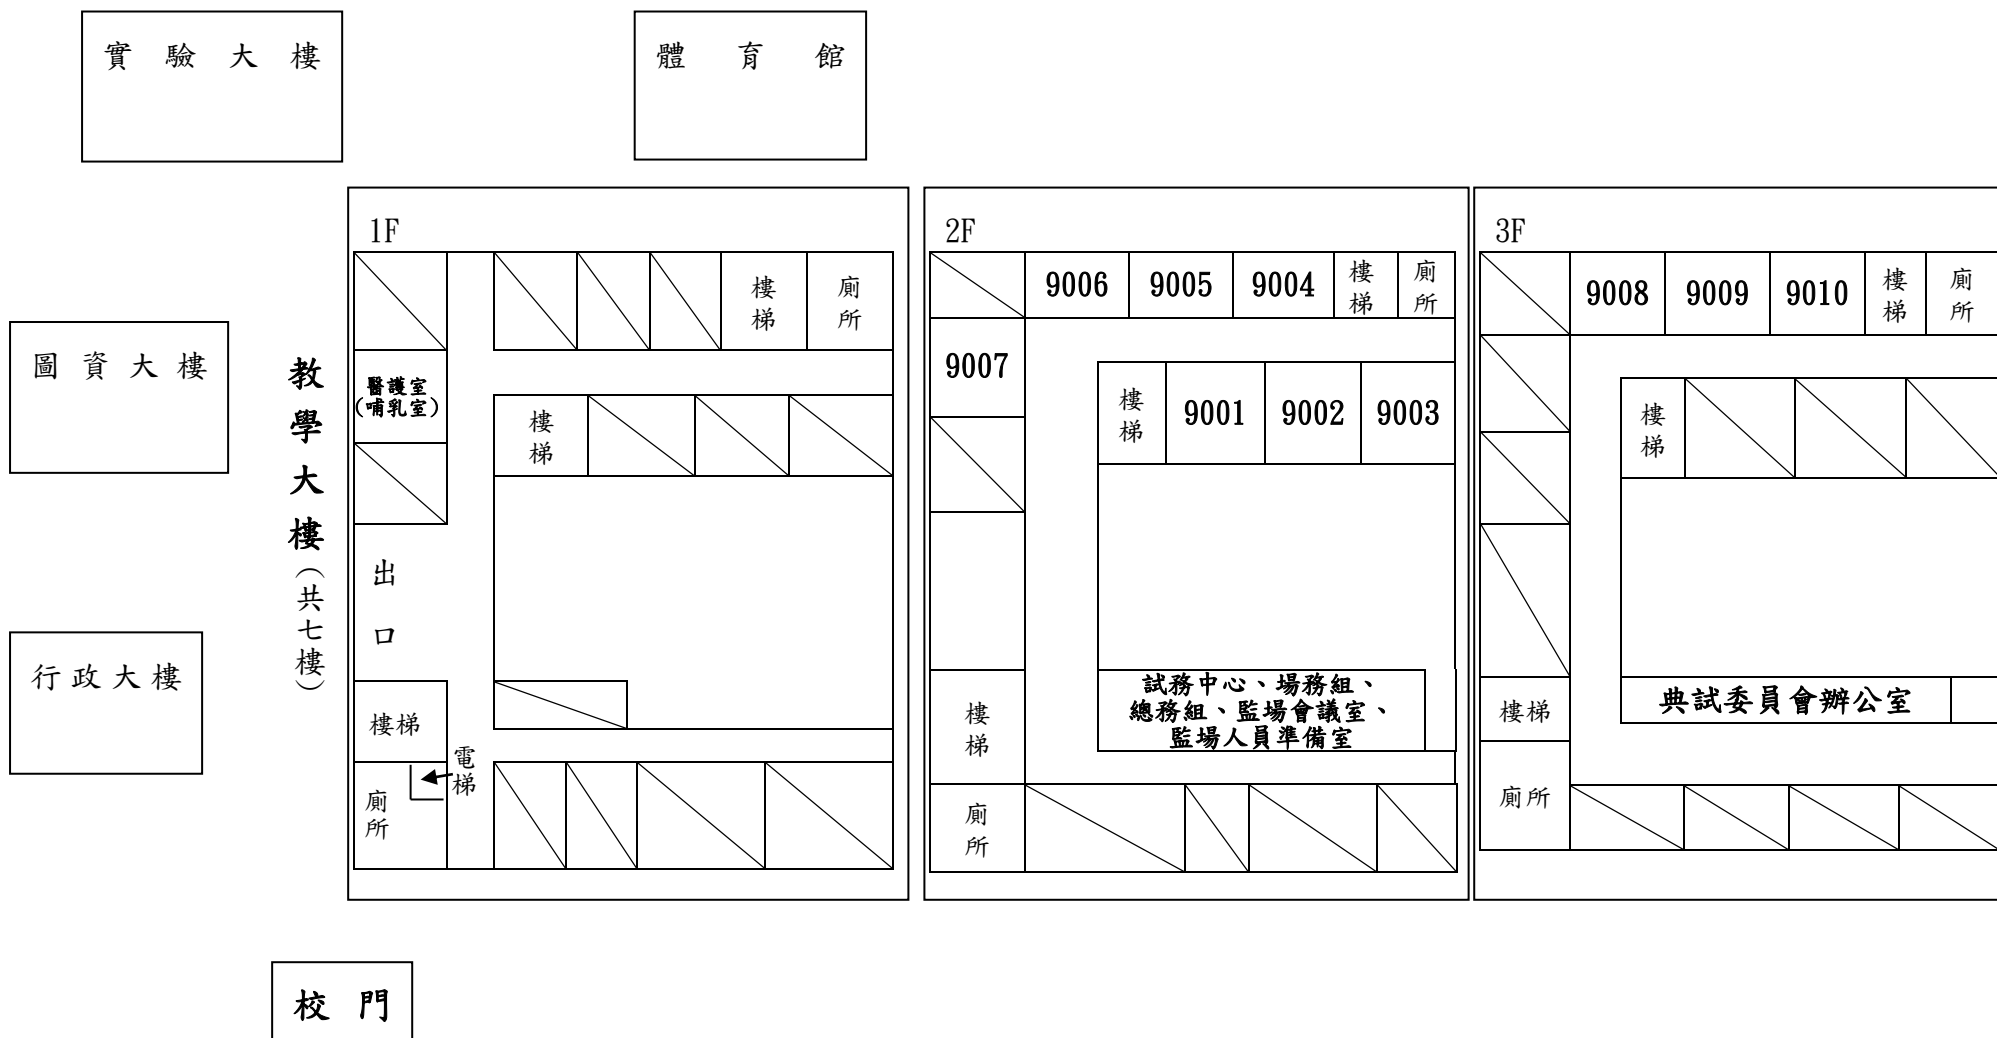 實驗大樓
體育館
圖資大樓
行政大樓
教學大樓(共七樓)
1F
樓梯
廁所
醫護室
(哺乳室)
樓梯
出口
樓梯
電梯
廁所
2F
9006
9005
9004
樓梯
廁所
9007
樓梯
9001
9002
9003
試務中心、場務組、
總務組、監場會議室、
監場人員準備室
樓梯
廁所
3F
9008
9009
9010
樓梯
廁所
樓梯
典試委員會辦公室
樓梯
廁所
校門